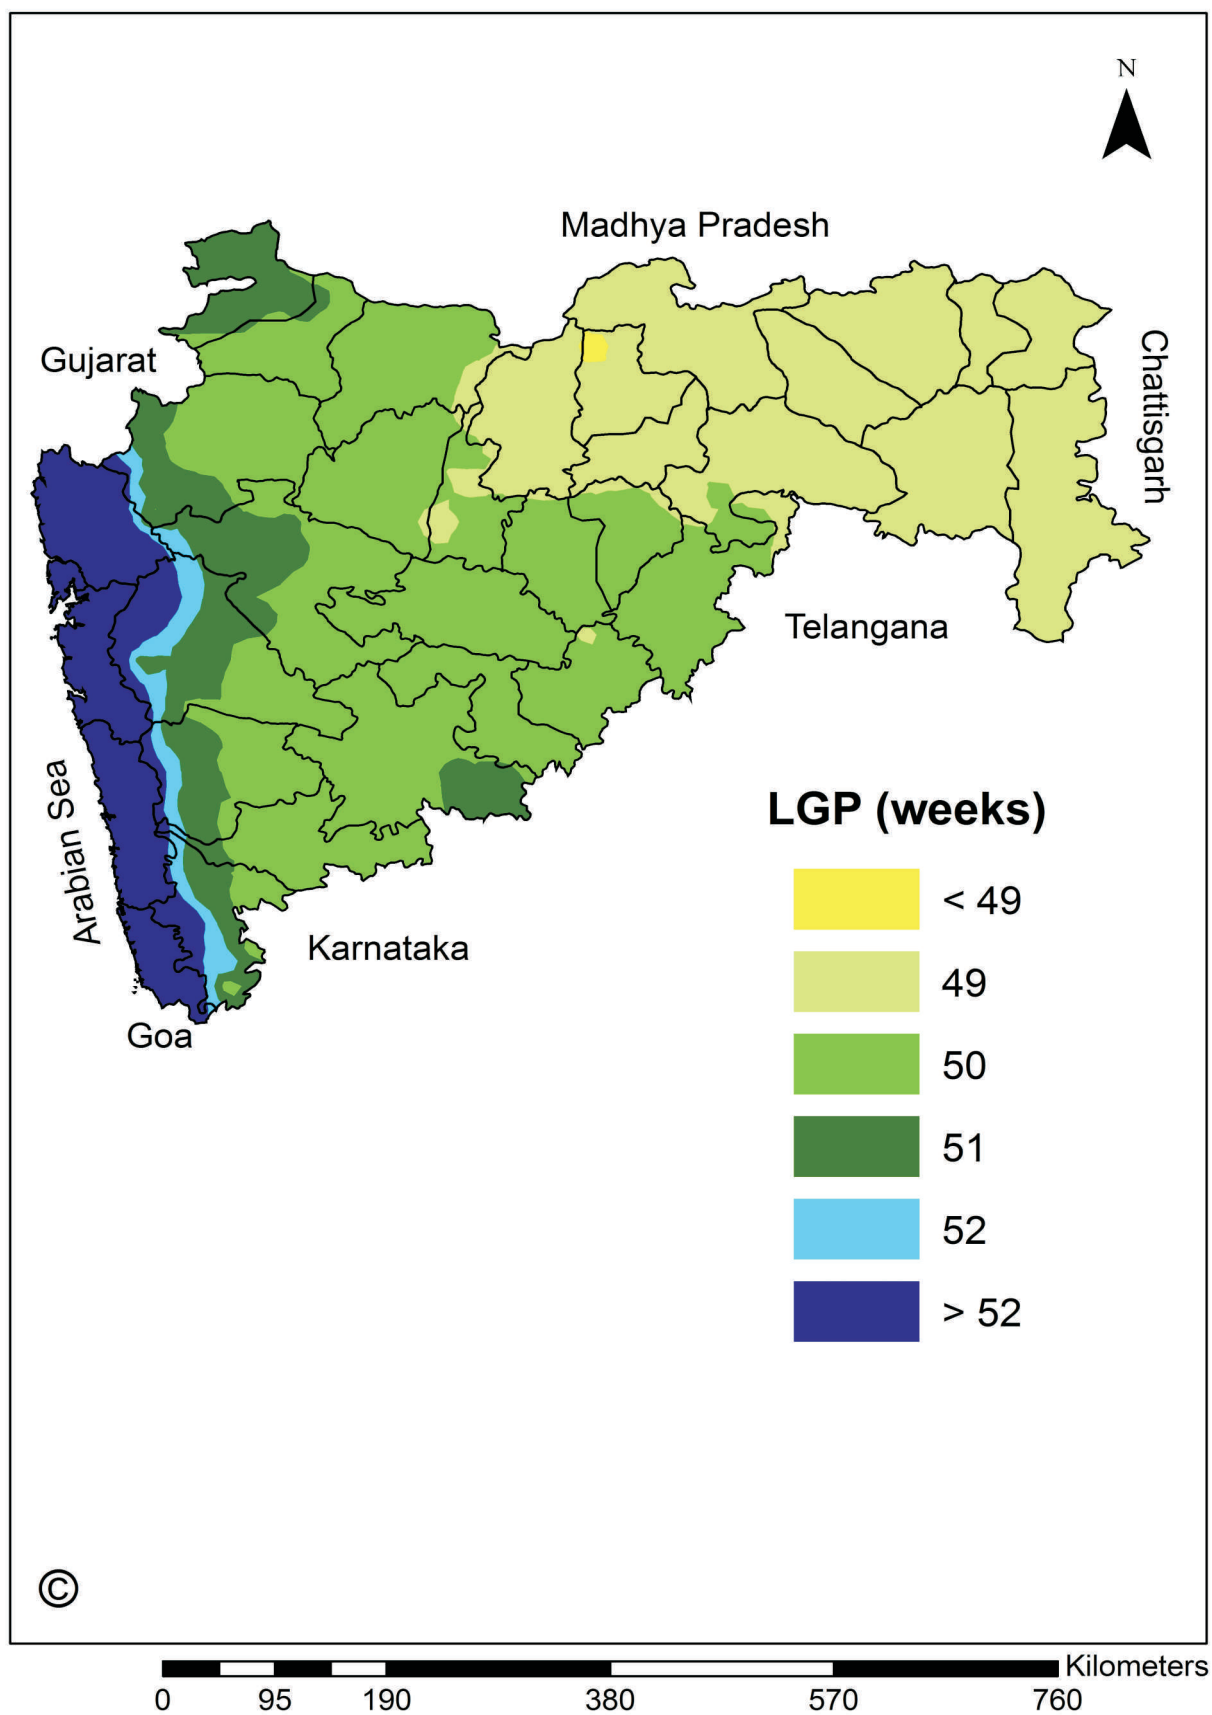 N
Madhya Pradesh
Gujarat
Chattisgarh
Telangana
Arabian Sea
LGP (weeks)
< 49
49
Karnataka
Goa
50
51
52
> 52
©
Kilometers
0 95 190 380 570 760